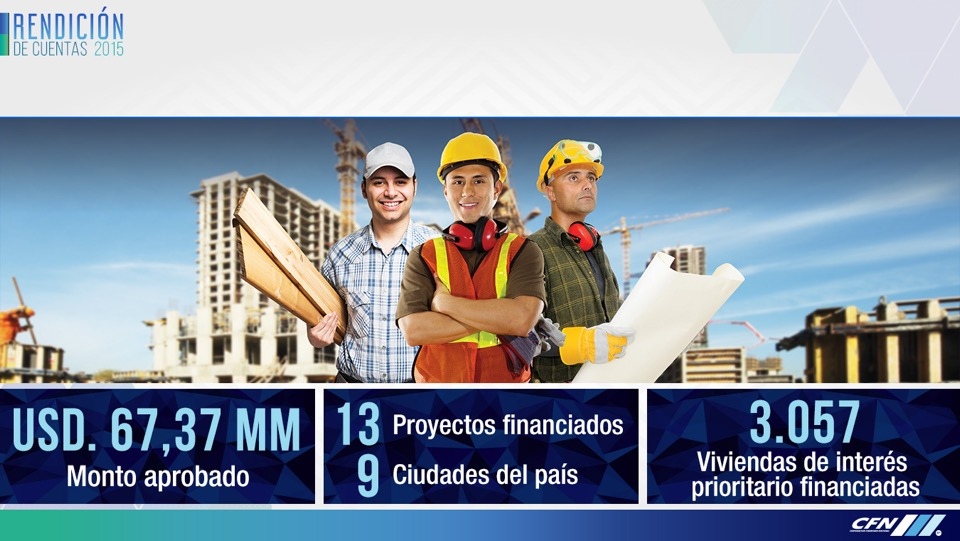 RENDICIÓN
DE CUENTAS 2015
USD. 67,37 MM
Monto aprobado
13 Proyectos financiados
9 Ciudades del país
3.057
Viviendas de interés
prioritario financiadas
CFN